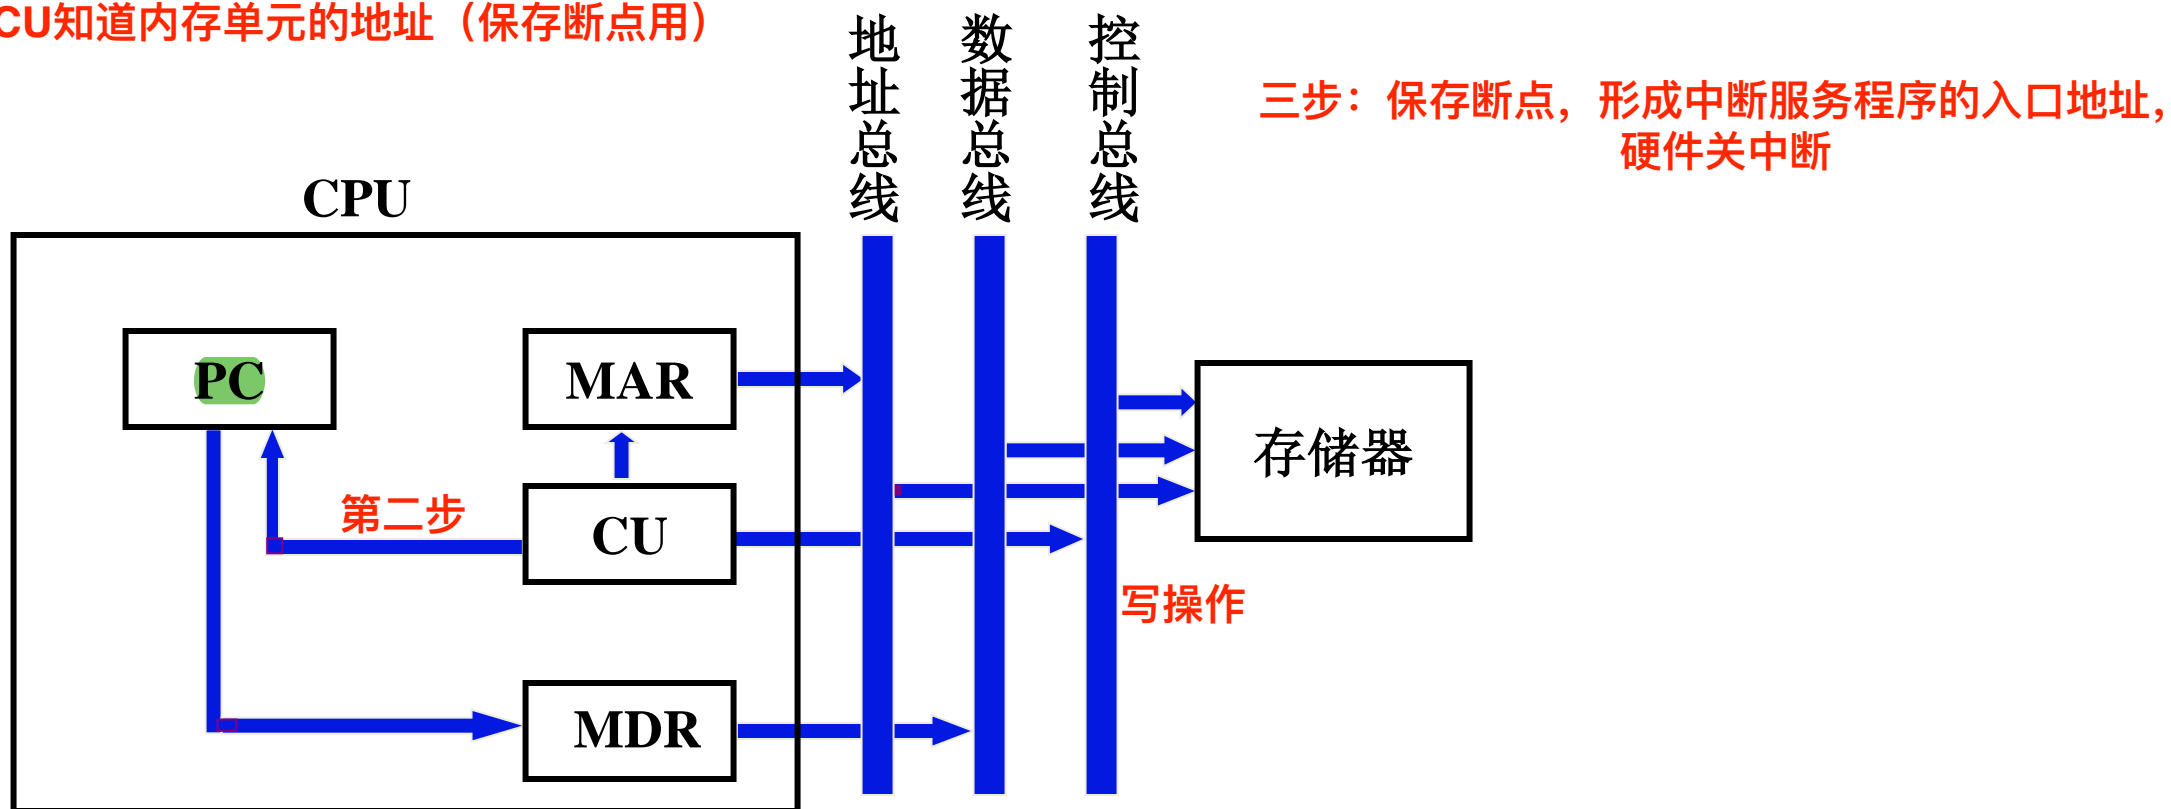 CU知道内存单元的地址（保存断点用）
地址总线
数据总线
控制总线
三步：保存断点，形成中断服务程序的入口地址，
硬件关中断
CPU
PC
MAR
存储器
第二步
CU
写操作
MDR